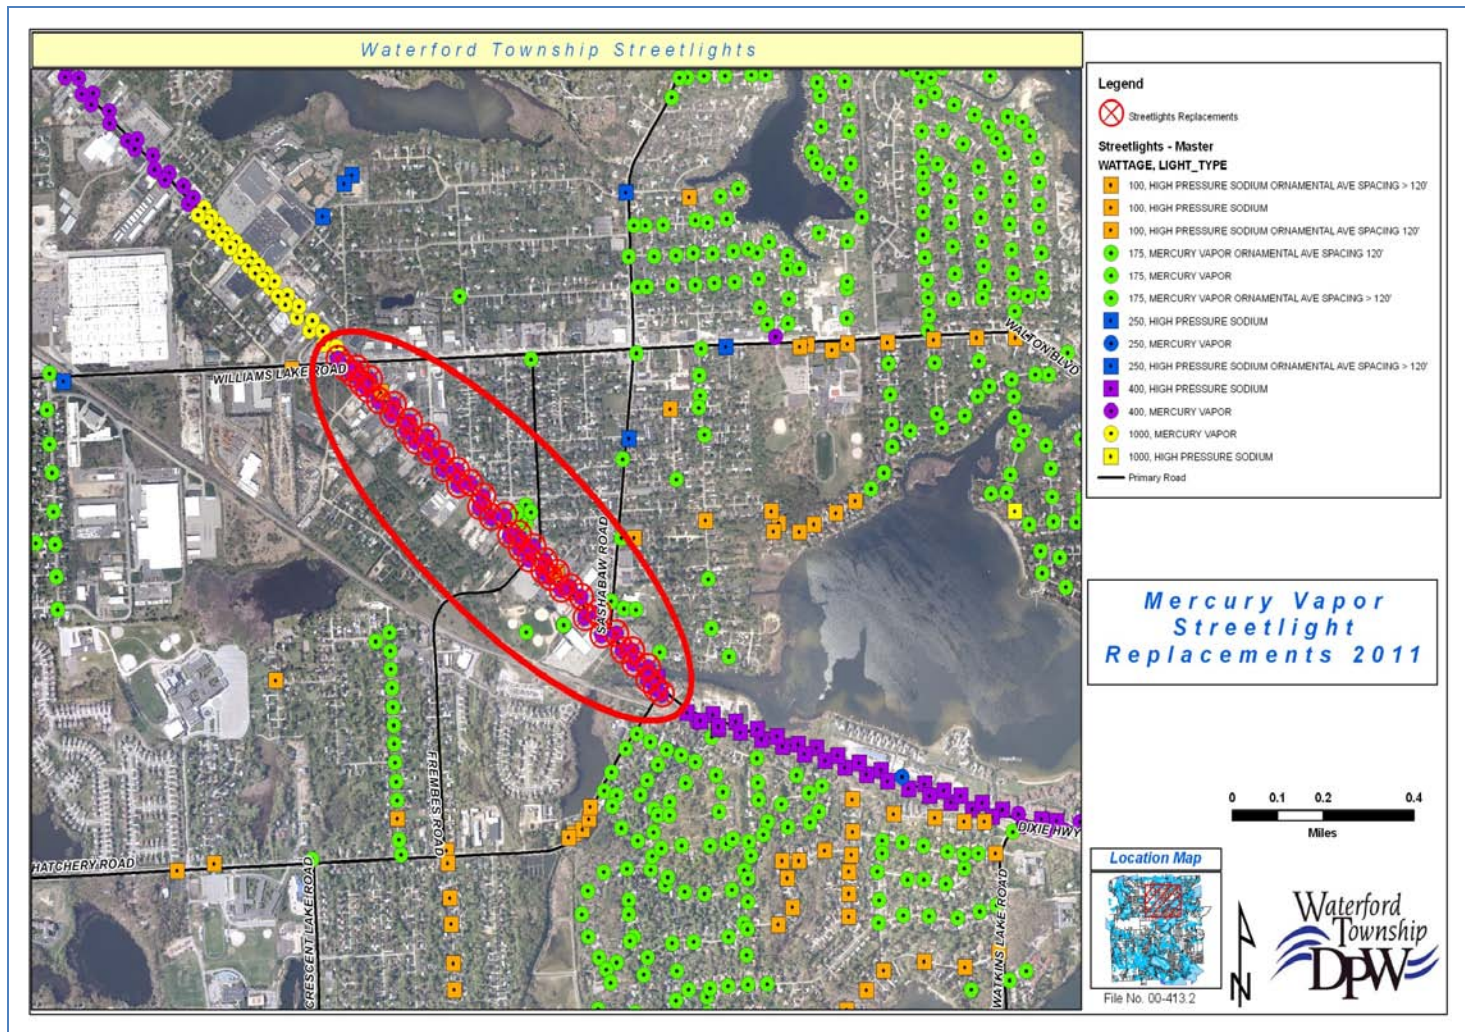 Waterford Township Streetlights
WILLIAMS LAKE ROAD
WALTON BLVD
SASHABAW ROAD
FREMBES ROAD
HATCHERY ROAD
CRESCENT LAKE ROAD
WATKINS LAKE ROAD
DIXIE HWY
Legend
Streetlights Replacements
Streetlights - Master
WATTAGE, LIGHT_TYPE
100, HIGH PRESSURE SODIUM ORNAMENTAL AVE SPACING > 120'
100, HIGH PRESSURE SODIUM
100, HIGH PRESSURE SODIUM ORNAMENTAL AVE SPACING 120'
175, MERCURY VAPOR ORNAMENTAL AVE SPACING 120'
175, MERCURY VAPOR
175, MERCURY VAPOR ORNAMENTAL AVE SPACING > 120'
250, HIGH PRESSURE SODIUM
250, MERCURY VAPOR
250, HIGH PRESSURE SODIUM ORNAMENTAL AVE SPACING > 120'
400, HIGH PRESSURE SODIUM
400, MERCURY VAPOR
1000, MERCURY VAPOR
1000, HIGH PRESSURE SODIUM
Primary Road
Mercury Vapor
Streetlight
Replacements 2011
0 0.1 0.2 0.4
Miles
Location Map
File No. 00-413.2
N
Waterford
Township
DPW